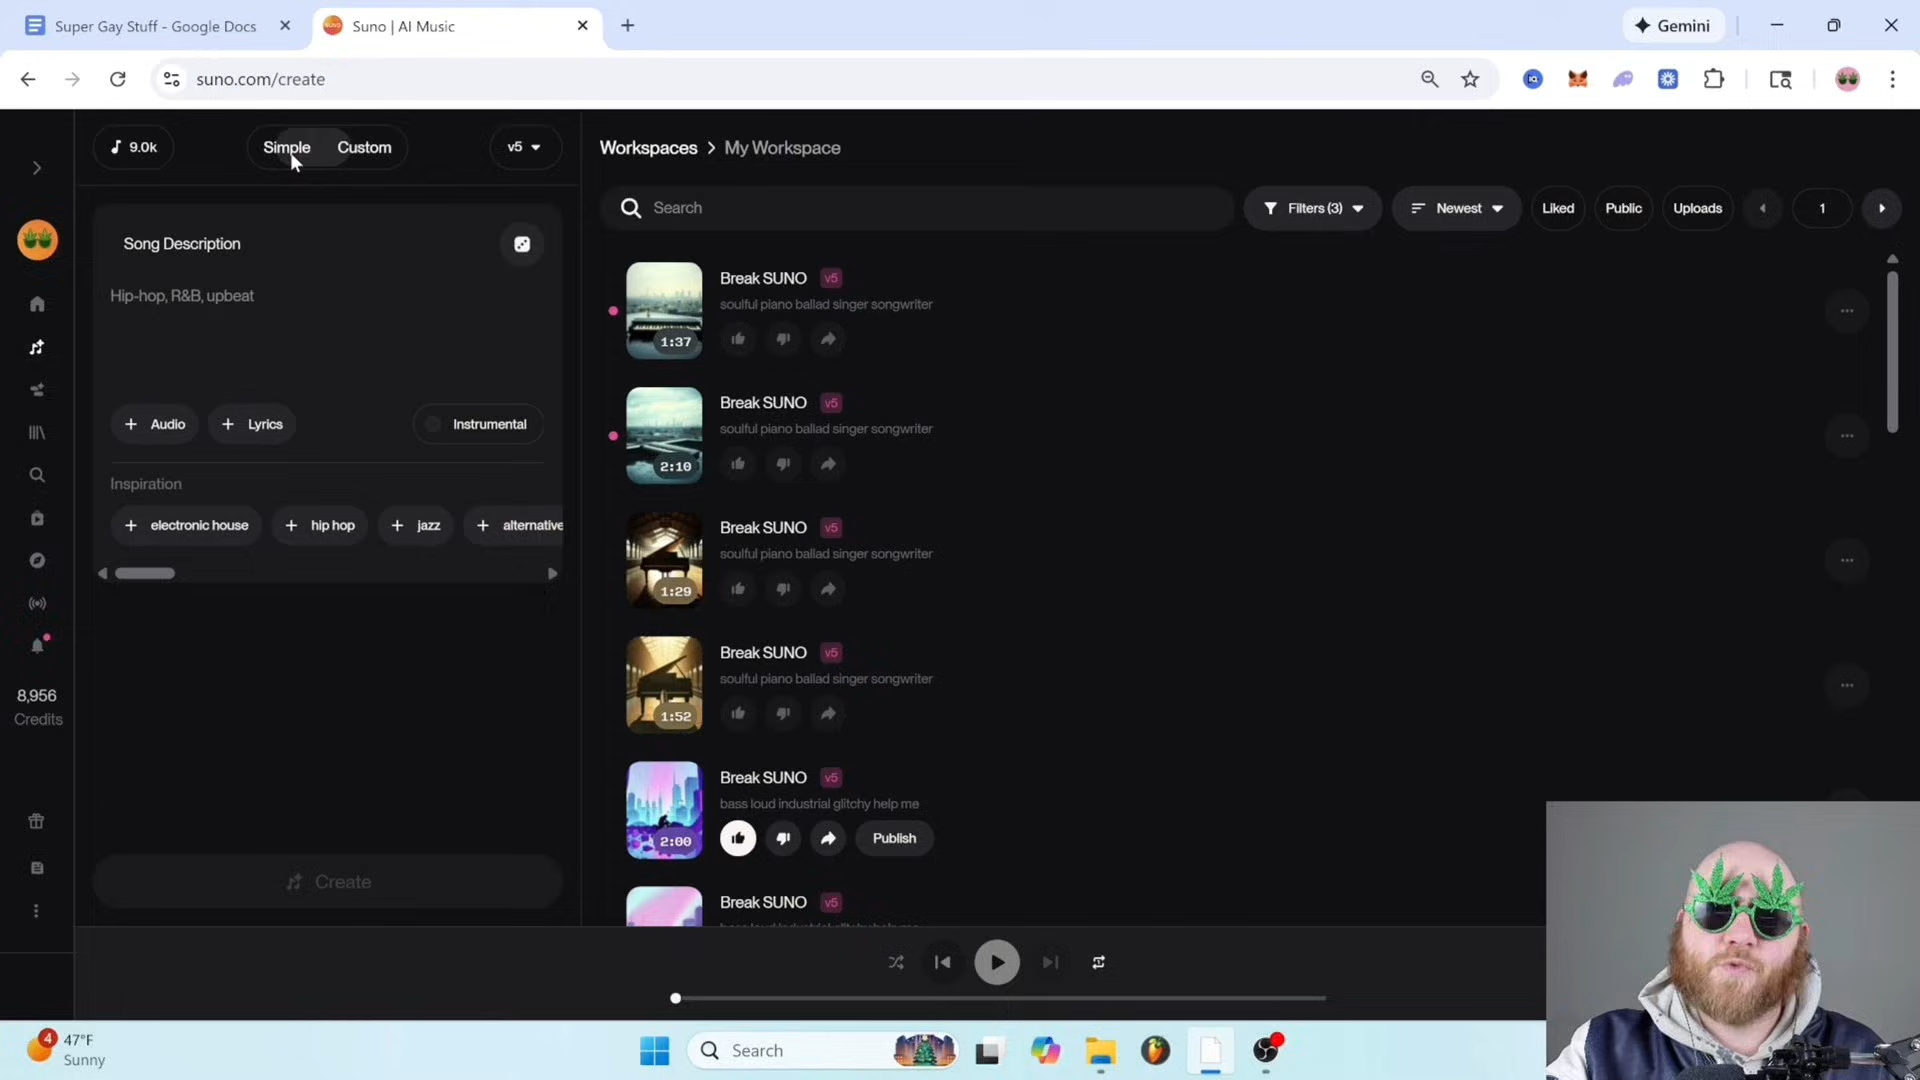 Super Gay Stuff - Google Docs
Suno | AI Music
Gemini
suno.com/create
9.0k
Simple
Custom
v5
Workspaces > My Workspace
Search
Filters (3)
Newest
Liked
Public
Uploads
1
Song Description
Hip-hop, R&B, upbeat
+ Audio
+ Lyrics
Instrumental
Inspiration
+ electronic house
+ hip hop
+ jazz
+ alternative
8,956
Credits
Create
Break SUNO v5
soulful piano ballad singer songwriter
1:37
Break SUNO v5
soulful piano ballad singer songwriter
2:10
Break SUNO v5
soulful piano ballad singer songwriter
1:29
Break SUNO v5
soulful piano ballad singer songwriter
1:52
Break SUNO v5
bass loud industrial glitchy help me
2:00
Publish
Break SUNO v5
4
47°F
Sunny
Search